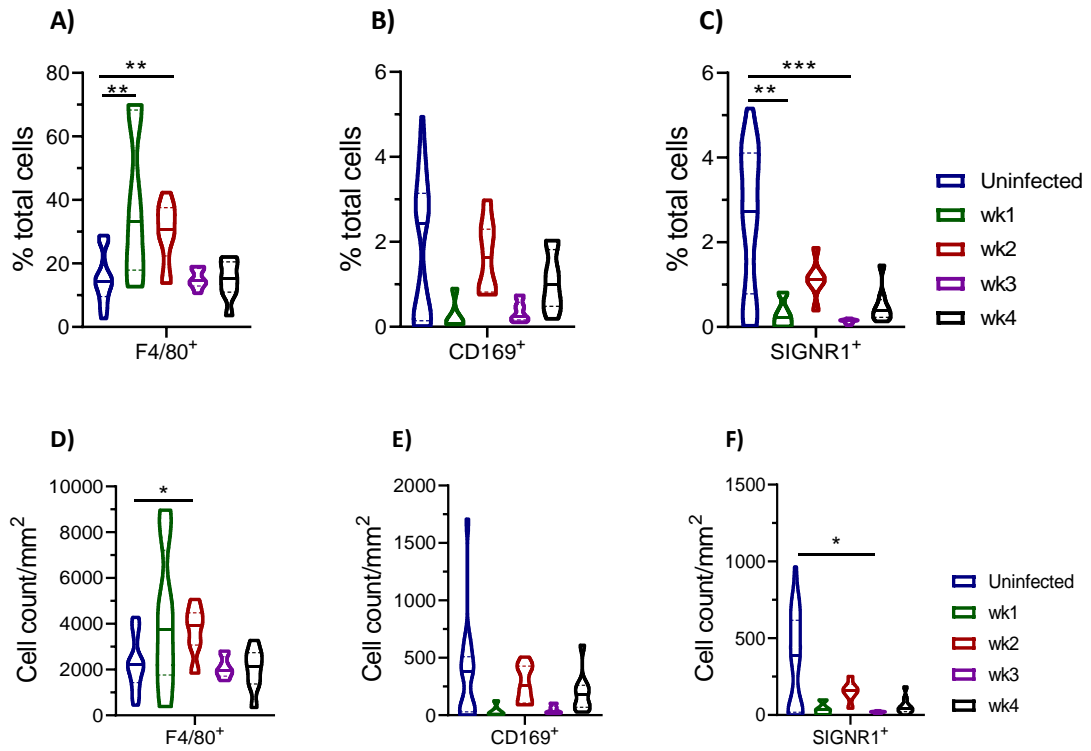 A)
% total cells
80
60
40
20
0
**
**
F4/80+
B)
% total cells
6
4
2
0
CD169+
C)
% total cells
6
4
2
0
***
**
SIGNR1+
Uninfected
wk1
wk2
wk3
wk4
D)
Cell count/mm2
10000
8000
6000
4000
2000
0
*
F4/80+
E)
Cell count/mm2
2000
1500
1000
500
0
CD169+
F)
Cell count/mm2
1500
1000
500
0
*
SIGNR1+
Uninfected
wk1
wk2
wk3
wk4